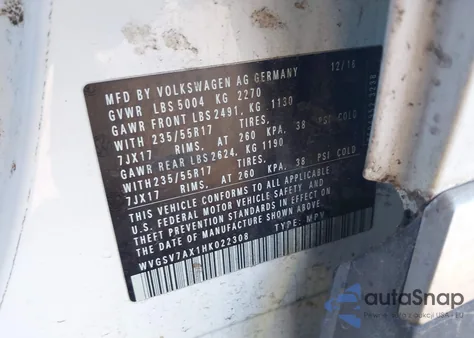 MFD BY VOLKSWAGEN AG GERMANY 12/16
GVWR LBS 5004 KG 2270
GAWR FRONT LBS 2491, KG 1130
WITH 235/55R17 TIRES,
7JX17 RIMS, AT 260 KPA, 38 PSI COLD
GAWR REAR LBS 2624, KG 1190
WITH 235/55R17 TIRES,
7JX17 RIMS, AT 260 KPA, 38 PSI COLD
THIS VEHICLE CONFORMS TO ALL APPLICABLE
U.S. FEDERAL MOTOR VEHICLE SAFETY AND
THEFT PREVENTION STANDARDS IN EFFECT ON
THE DATE OF MANUFACTURE SHOWN ABOVE
WVGSV7AX1HK022308 TYPE: MPV
autoSnap